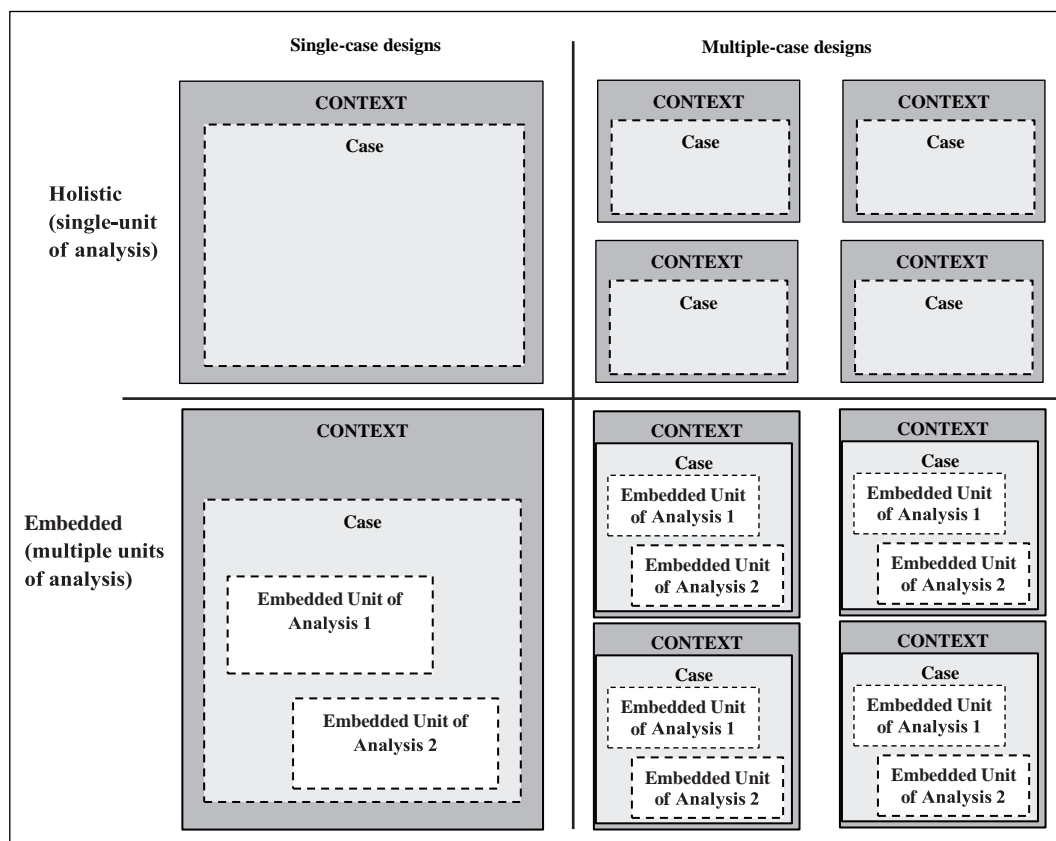 Single-case designs
Multiple-case designs
Holistic
(single-unit
of analysis)
CONTEXT
Case
CONTEXT
Case
CONTEXT
Case
CONTEXT
Case
CONTEXT
Case
Embedded
(multiple units
of analysis)
CONTEXT
Case
Embedded Unit of
Analysis 1
Embedded Unit of
Analysis 2
CONTEXT
Case
Embedded Unit
of Analysis 1
Embedded Unit
of Analysis 2
CONTEXT
Case
Embedded Unit
of Analysis 1
Embedded Unit
of Analysis 2
CONTEXT
Case
Embedded Unit
of Analysis 1
Embedded Unit
of Analysis 2
CONTEXT
Case
Embedded Unit
of Analysis 1
Embedded Unit
of Analysis 2